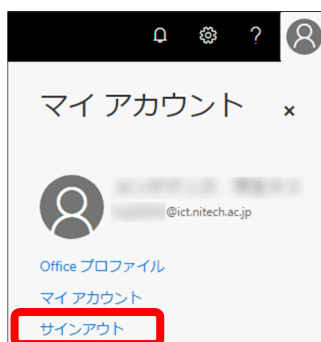 ?
マイ アカウント ×
@ict.nitech.ac.jp
Office プロファイル
マイ アカウント
サインアウト